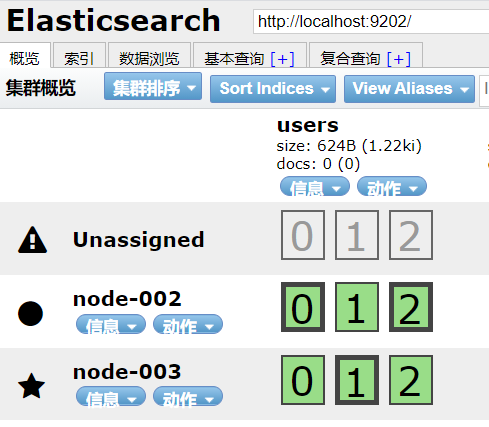 Elasticsearch http://localhost:9202/
概览 索引 数据浏览 基本查询 [+] 复合查询 [+]
集群概览 集群排序 Sort Indices View Aliases
users
size: 624B (1.22ki)
docs: 0 (0)
信息 动作
Unassigned 0 1 2
node-002 0 1 2
信息 动作
node-003 0 1 2
信息 动作